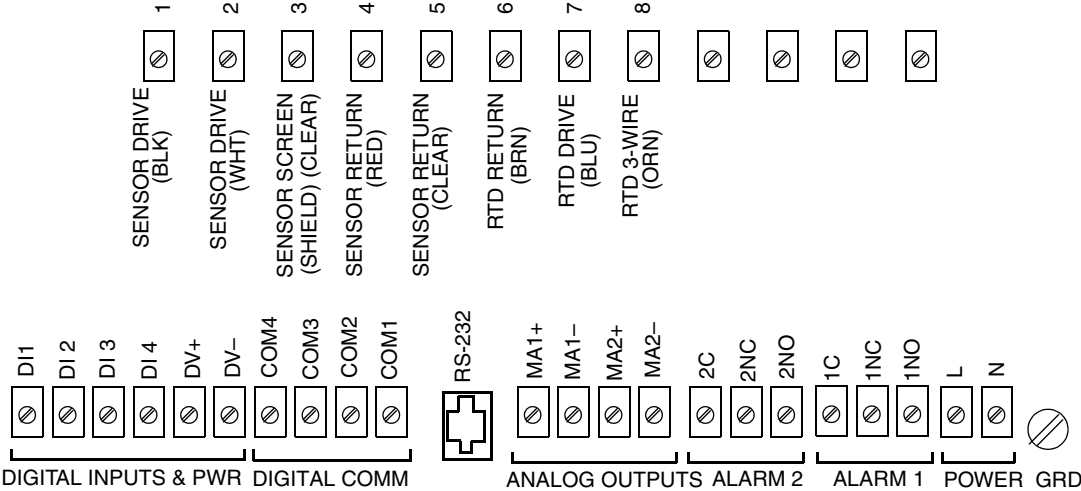 1 2 3 4 5 6 7 8
SENSOR DRIVE
(BLK)
SENSOR DRIVE
(WHT)
SENSOR SCREEN
(SHIELD) (CLEAR)
SENSOR RETURN
(RED)
SENSOR RETURN
(CLEAR)
RTD RETURN
(BRN)
RTD DRIVE
(BLU)
RTD 3-WIRE
(ORN)
DI1
DI 2
DI 3
DI 4
DV+
DV–
COM4
COM3
COM2
COM1
RS-232
MA1+
MA1–
MA2+
MA2–
2C
2NC
2NO
1C
1NC
1NO
L
N
DIGITAL INPUTS & PWR DIGITAL COMM ANALOG OUTPUTS ALARM 2 ALARM 1 POWER GRD